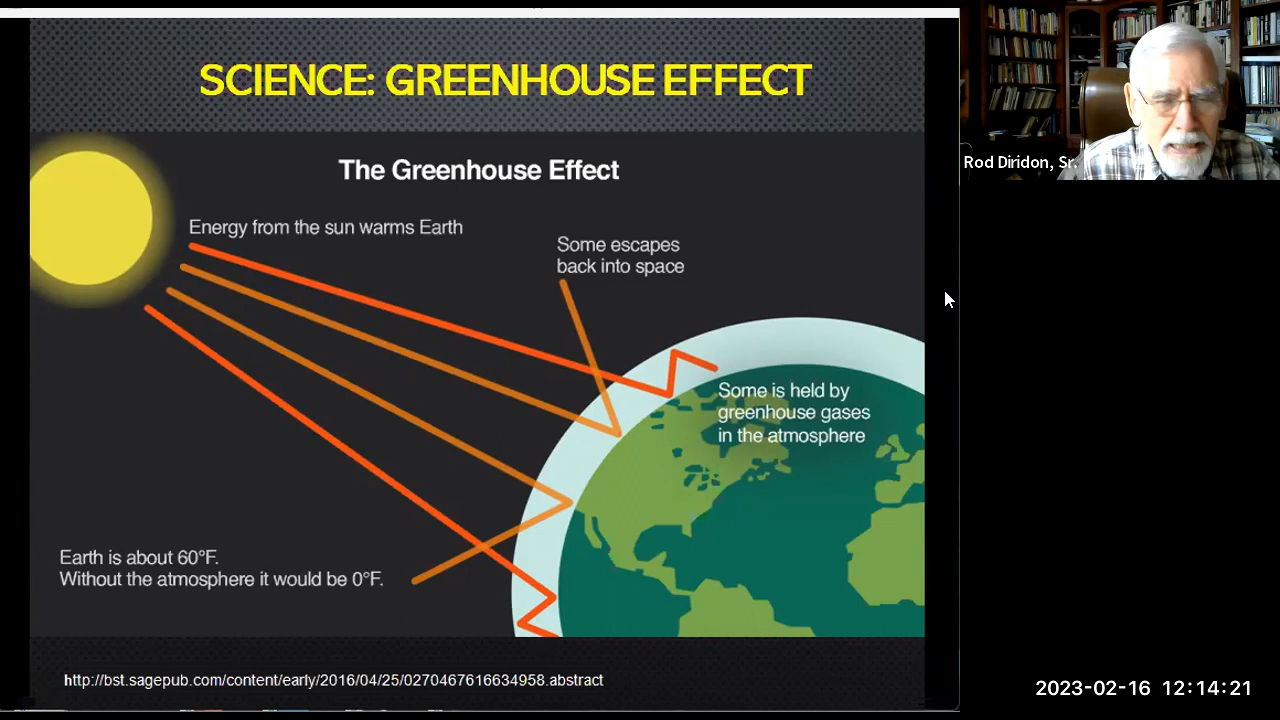 SCIENCE: GREENHOUSE EFFECT
The Greenhouse Effect
Energy from the sun warms Earth
Some escapes
back into space
Some is held by
greenhouse gases
in the atmosphere
Earth is about 60°F.
Without the atmosphere it would be 0°F.
http://bst.sagepub.com/content/early/2016/04/25/0270467616634958.abstract
Rod Diridon, Sr.
2023-02-16 12:14:21